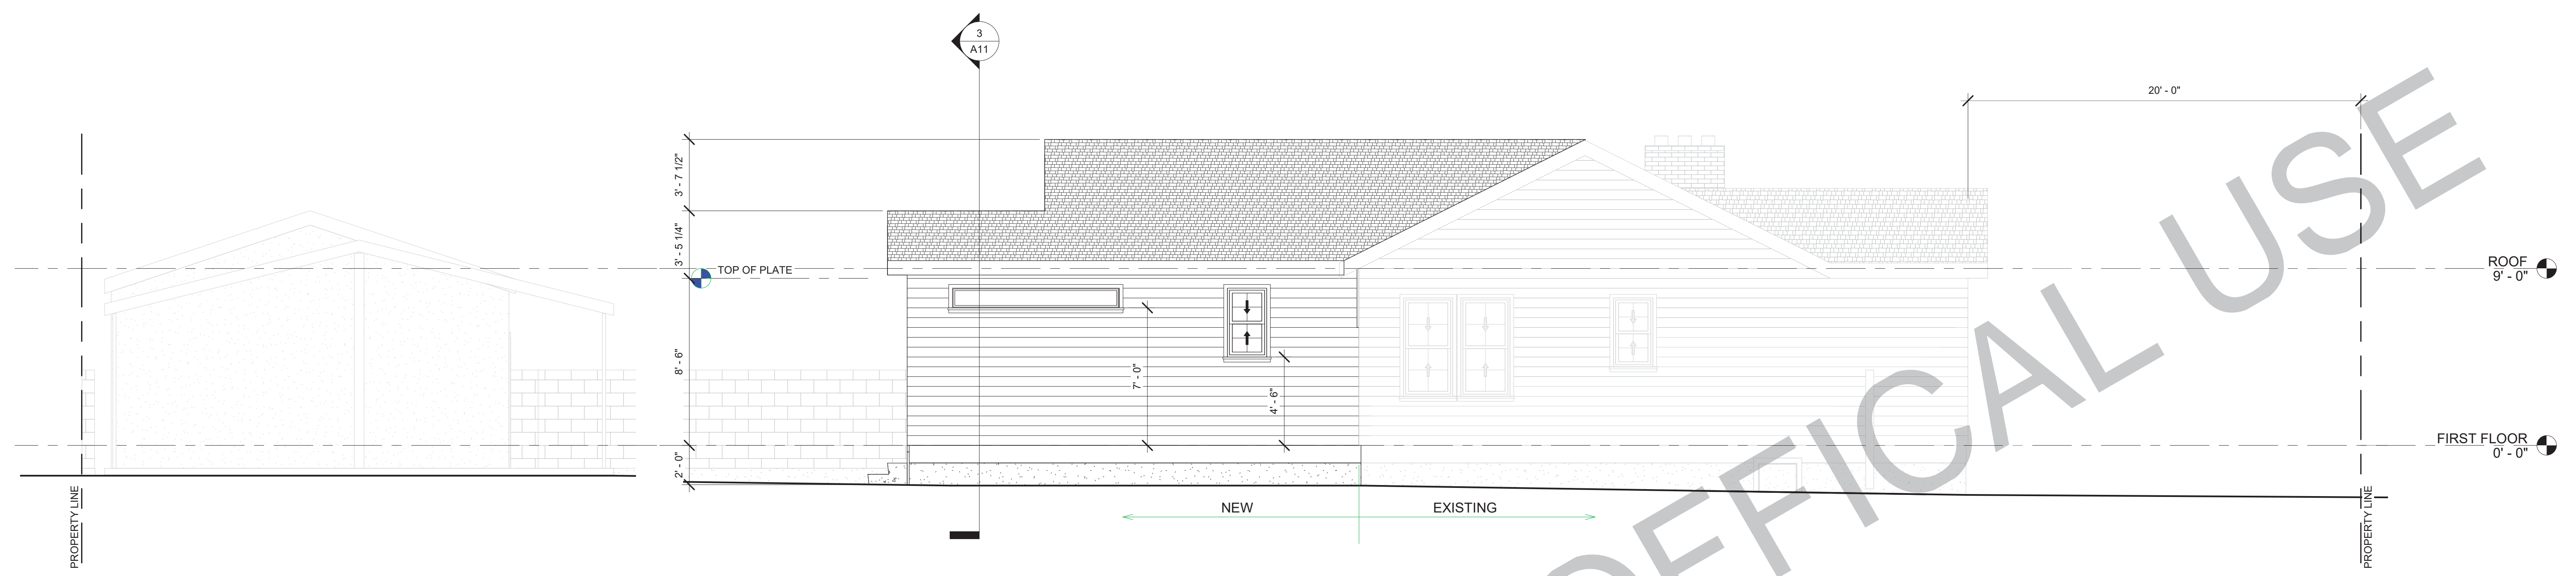 3
A11
20' - 0"
3' - 7 1/2"
3' - 5 1/4"
TOP OF PLATE
ROOF
9' - 0"
8' - 6"
7' - 0"
4' - 6"
FIRST FLOOR
0' - 0"
2' - 0"
NEW
EXISTING
PROPERTY LINE
PROPERTY LINE
OFFICAL USE